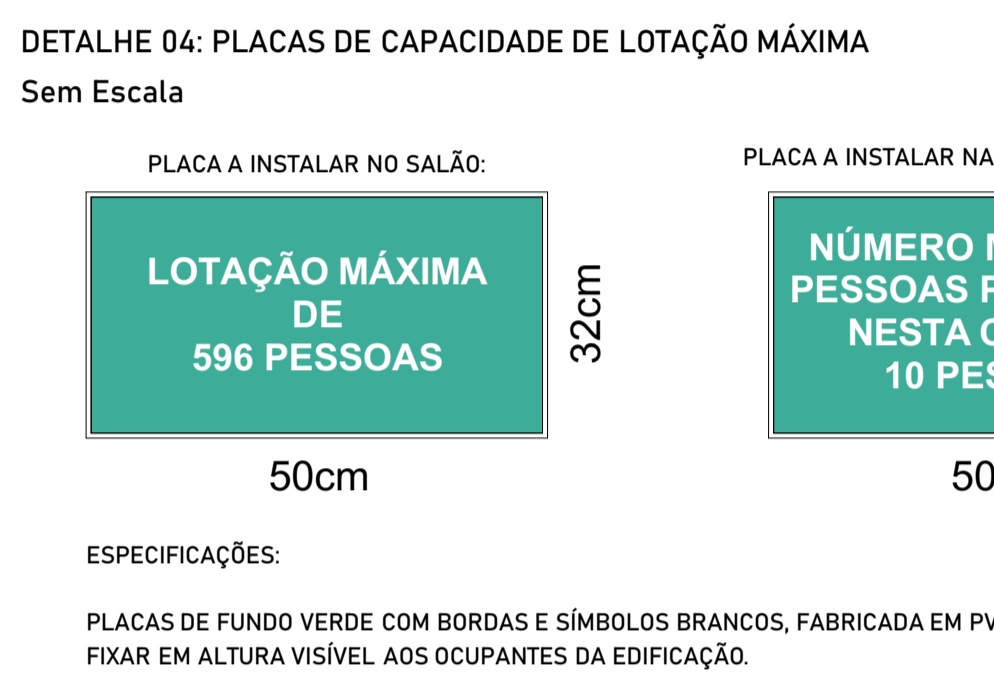 DETALHE 04: PLACAS DE CAPACIDADE DE LOTAÇÃO MÁXIMA
Sem Escala
PLACA A INSTALAR NO SALÃO:
LOTAÇÃO MÁXIMA
DE
596 PESSOAS
32cm
50cm
PLACA A INSTALAR NA
NÚMERO
PESSOAS
NESTA
10
50
ESPECIFICAÇÕES:
PLACAS DE FUNDO VERDE COM BORDAS E SÍMBOLOS BRANCOS, FABRICADA EM
FIXAR EM ALTURA VISÍVEL AOS OCUPANTES DA EDIFICAÇÃO.